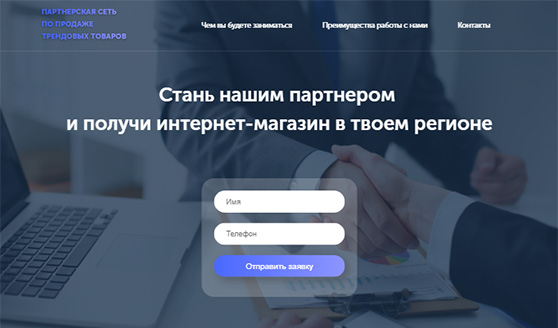 ПАРТНЕРСКАЯ СЕТЬ
ПО ПРОДАЖЕ
ТРЕНДОВЫХ ТОВАРОВ
Чем вы будете заниматься
Преимущества работы с нами
Контакты
Стань нашим партнером
и получи интернет-магазин в твоем регионе
Имя
Телефон
Отправить заявку